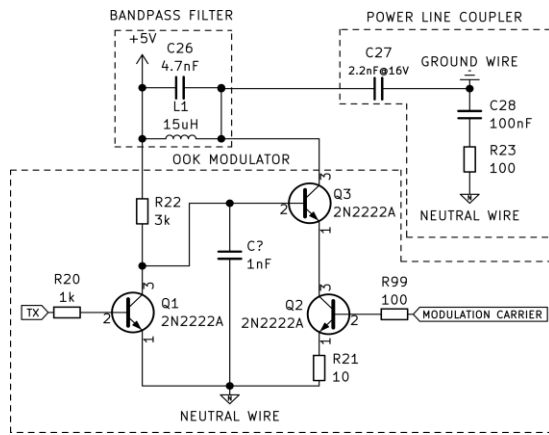 BANDPASS FILTER
POWER LINE COUPLER
+5V
C26
4.7nF
L1
15uH
C27
2.2nF@16V
GROUND WIRE
C28
100nF
R23
100
NEUTRAL WIRE
OOK MODULATOR
R22
3k
3
Q3
2
2N2222A
1
C?
1nF
R20
1k
TX
3
Q1
2
2N2222A
1
3
Q2
2N2222A
2
1
R99
100
MODULATION CARRIER
R21
10
N
NEUTRAL WIRE